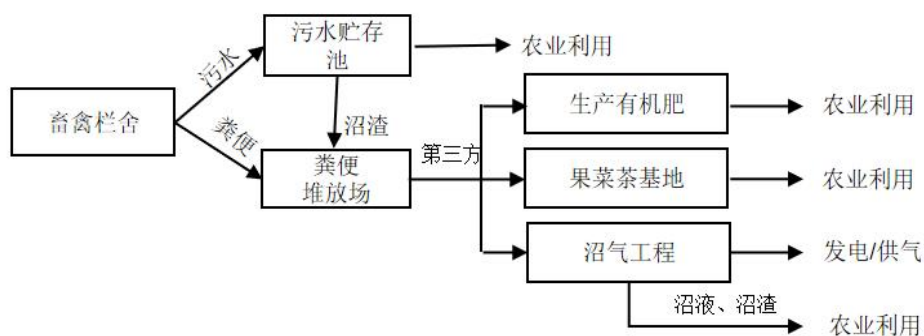 污水贮存
池
农业利用
污水
畜禽栏舍
粪便
沼渣
粪便
堆放场
第三方
生产有机肥
农业利用
果菜茶基地
农业利用
沼气工程
发电/供气
沼液、沼渣
农业利用